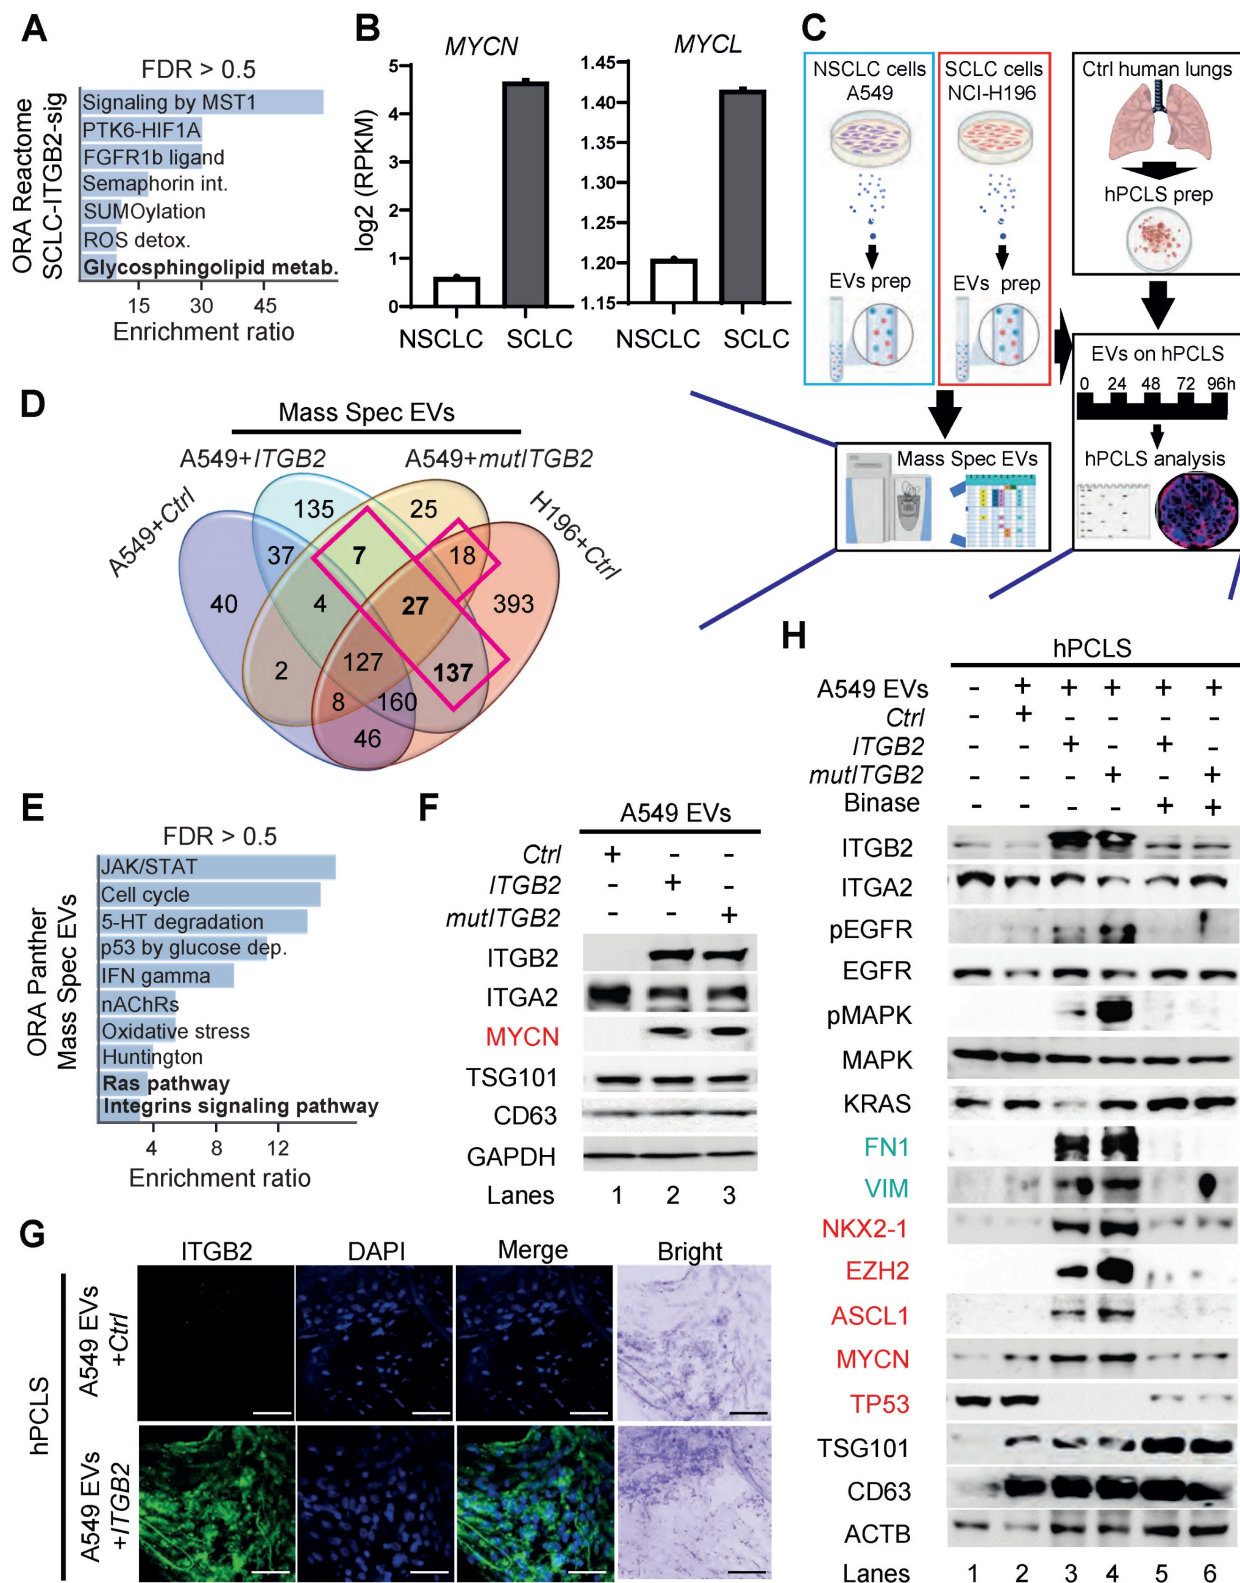 A
FDR > 0.5
ORA Reactome
SCLC-ITGB2-sig
Signaling by MST1
PTK6-HIF1A
FGFR1b ligand
Semaphorin int.
SUMOylation
ROS detox.
Glycosphingolipid metab.
15 30 45
Enrichment ratio
B
MYCN
log2 (RPKM)
5
4
3
2
1
0
NSCLC SCLC
MYCL
1.45
1.40
1.35
1.30
1.25
1.20
1.15
NSCLC SCLC
C
NSCLC cells
A549
EVs prep
SCLC cells
NCI-H196
EVs prep
Ctrl human lungs
hPCLS prep
EVs on hPCLS
0 24 48 72 96h
hPCLS analysis
Mass Spec EVs
D
Mass Spec EVs
A549+ITGB2 A549+mutITGB2
A549+Ctrl H196+Ctrl
135 25
37 7 18
40 4 27 393
2 127 137
8 160
46
E
FDR > 0.5
ORA Panther
Mass Spec EVs
JAK/STAT
Cell cycle
5-HT degradation
p53 by glucose dep.
IFN gamma
nAChRs
Oxidative stress
Huntington
Ras pathway
Integrins signaling pathway
4 8 12
Enrichment ratio
F
A549 EVs
Ctrl + - -
ITGB2 - + -
mutITGB2 - - +
ITGB2
ITGA2
MYCN
TSG101
CD63
GAPDH
Lanes 1 2 3
G
ITGB2 DAPI Merge Bright
hPCLS
A549 EVs
+Ctrl
A549 EVs
+ITGB2
H
hPCLS
A549 EVs - + + + + +
Ctrl - + - - - -
ITGB2 - - + - + -
mutITGB2 - - - + - +
Binase - - - - + +
ITGB2
ITGA2
pEGFR
EGFR
pMAPK
MAPK
KRAS
FN1
VIM
NKX2-1
EZH2
ASCL1
MYCN
TP53
TSG101
CD63
ACTB
Lanes 1 2 3 4 5 6